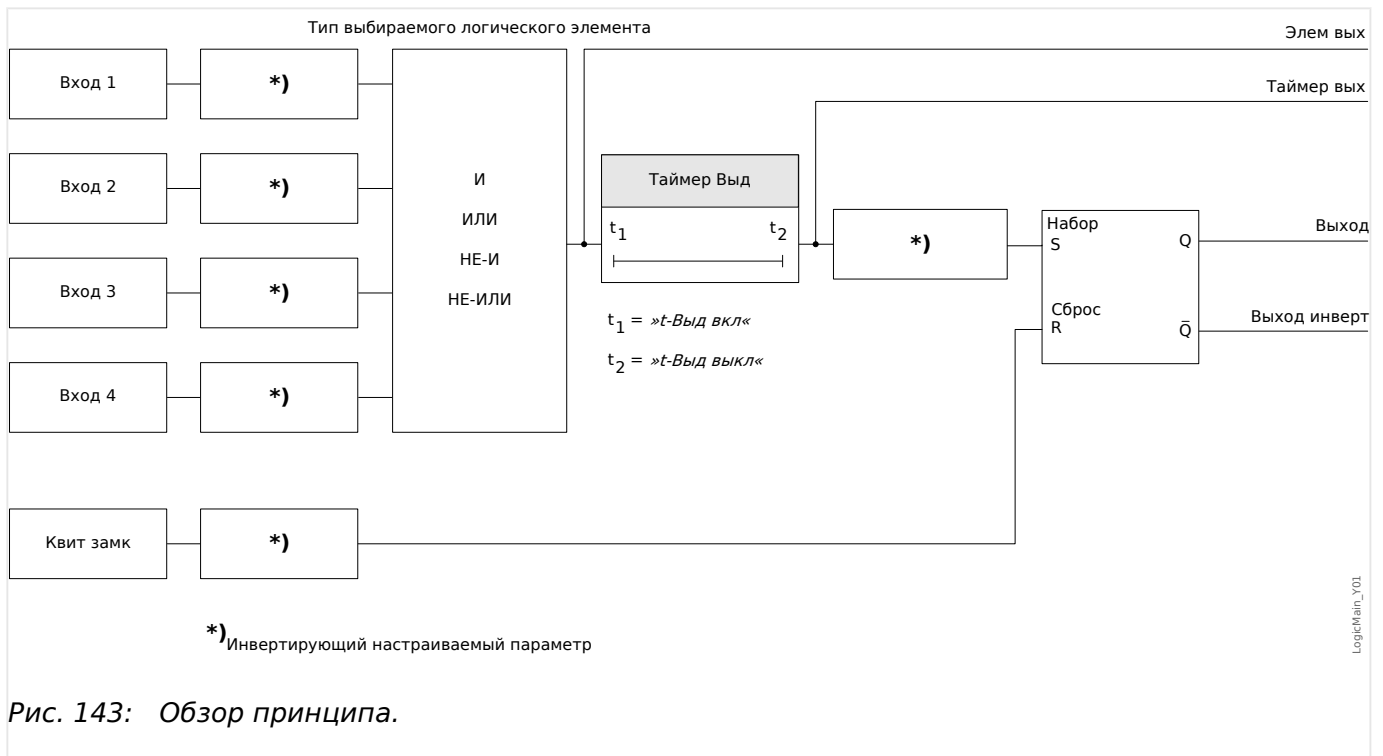 Тип выбираемого логического элемента
Элем вых
Вход 1
*)
Таймер вых
Вход 2
*)
И
ИЛИ
НЕ-И
НЕ-ИЛИ
Таймер Выд
t1
t2
*)
Набор
S
Q
Выход
Вход 3
*)
t1 = »t-Выд вкл«
t2 = »t-Выд выкл«
Сброс
R
Q̅
Выход инверт
Вход 4
*)
Квит замк
*)
*)Инвертирующий настраиваемый параметр
LogicMain_Y01
Рис. 143: Обзор принципа.